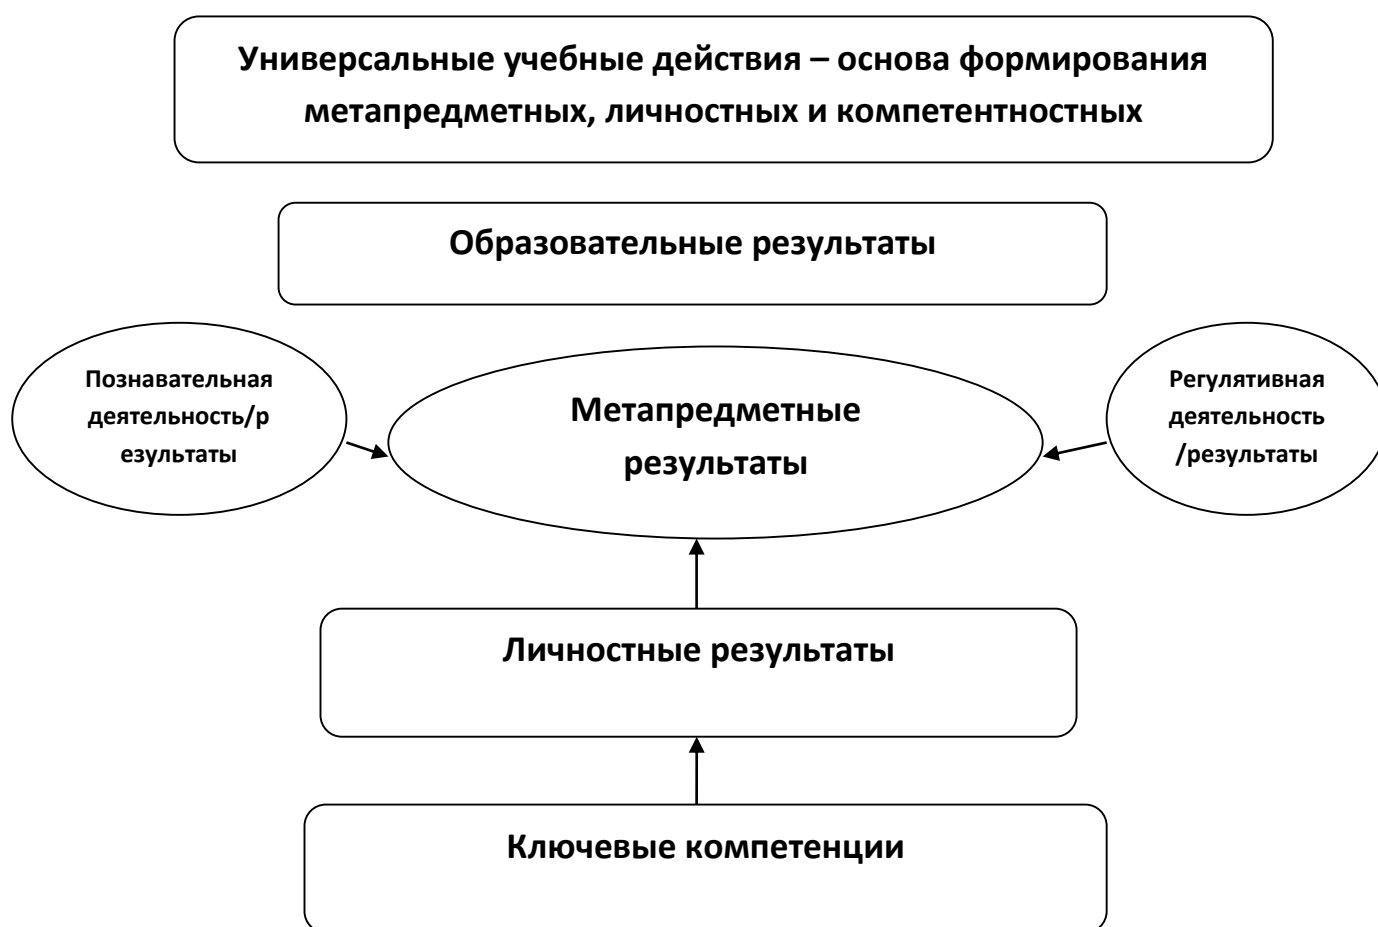 Универсальные учебные действия – основа формирования
метапредметных, личностных и компетентностных
Образовательные результаты
Познавательная
деятельность/р
езультаты
Метапредметные
результаты
Регулятивная
деятельность
/результаты
Личностные результаты
Ключевые компетенции